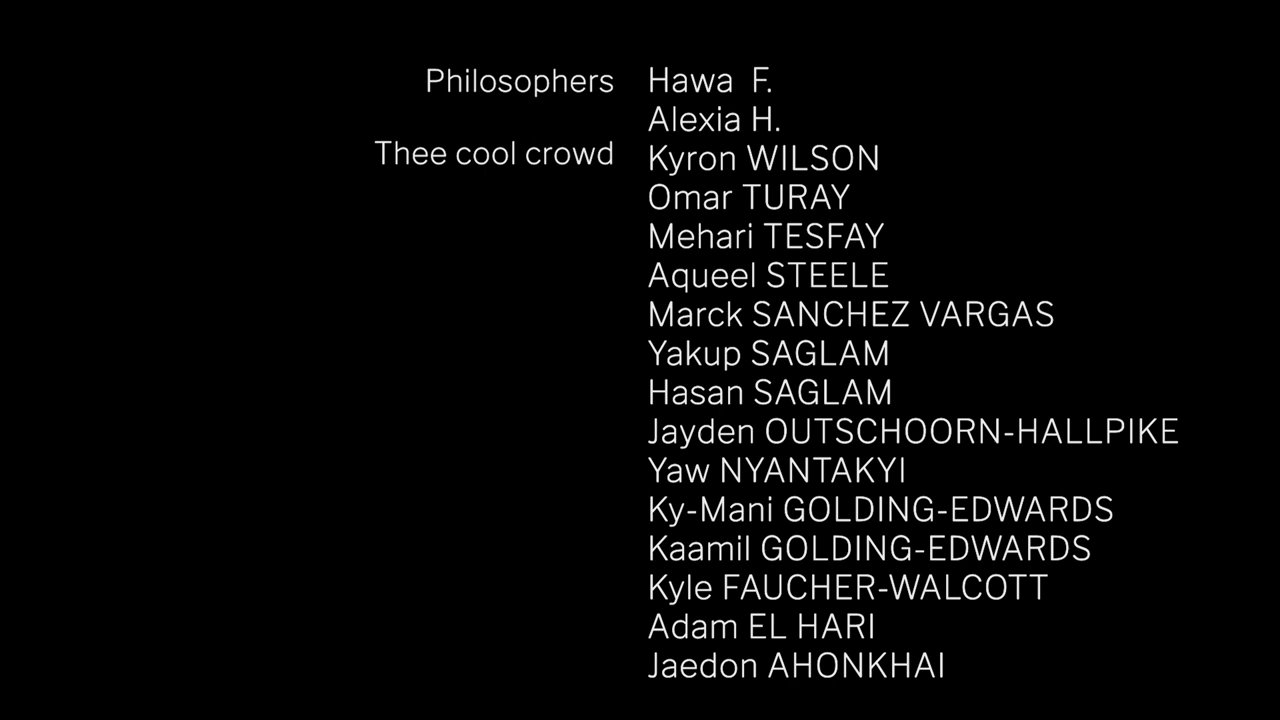 Philosophers Hawa F.
Alexia H.
Thee cool crowd Kyron WILSON
Omar TURAY
Mehari TESFAY
Aqueel STEELE
Marck SANCHEZ VARGAS
Yakup SAGLAM
Hasan SAGLAM
Jayden OUTSCHOORN-HALLPIKE
Yaw NYANTAKYI
Ky-Mani GOLDING-EDWARDS
Kaamil GOLDING-EDWARDS
Kyle FAUCHER-WALCOTT
Adam EL HARI
Jaedon AHONKHAI